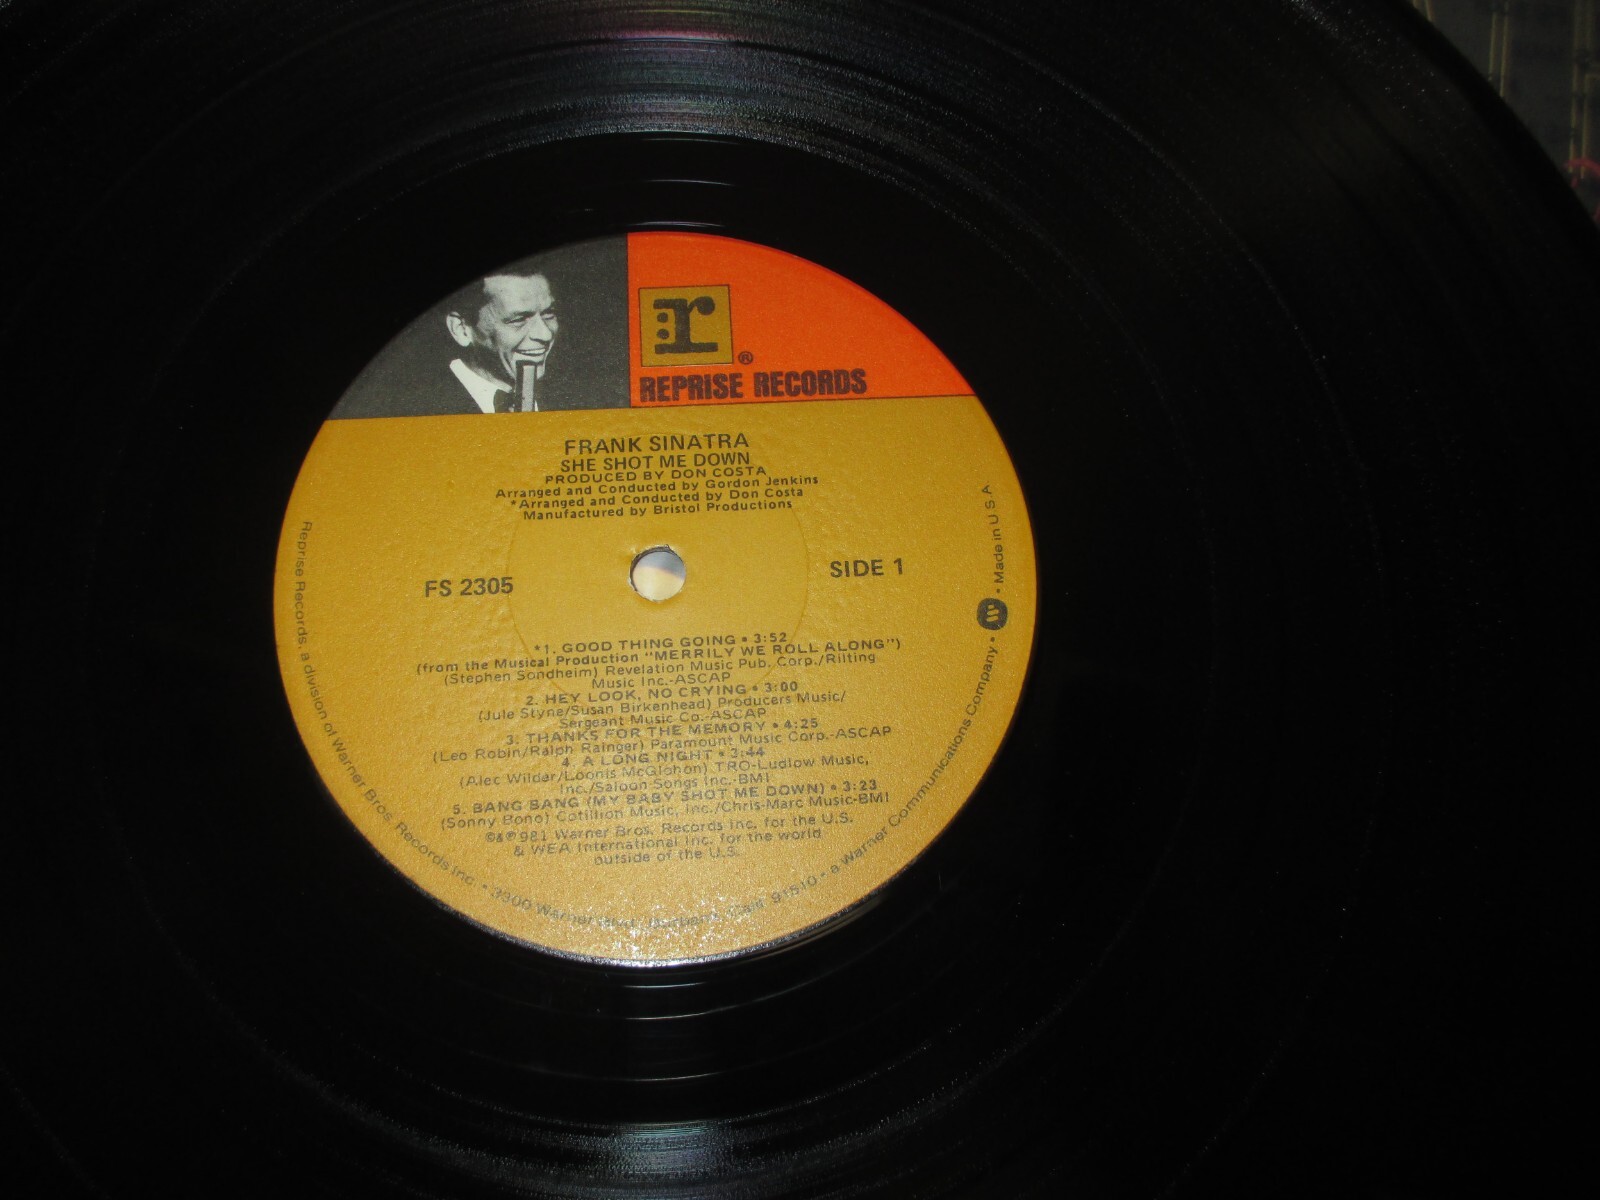 r
®
REPRISE RECORDS
FRANK SINATRA
SHE SHOT ME DOWN
PRODUCED BY DON COSTA
Arranged and Conducted by Gordon Jenkins
*Arranged and Conducted by Don Costa
Manufactured by Bristol Productions
FS 2305
SIDE 1
*1. GOOD THING GOING • 3:52
(from the Musical Production "MERRILY WE ROLL ALONG")
(Stephen Sondheim) Revelation Music Pub. Corp./Rilting
Music Inc.-ASCAP
2. HEY LOOK, NO CRYING • 3:00
(Jule Styne/Susan Birkenhead) Producers Music/
Sergeant Music Co.-ASCAP
3. THANKS FOR THE MEMORY • 4:25
(Leo Robin/Ralph Rainger) Paramount Music Corp.-ASCAP
4. A LONG NIGHT • 3:44
(Alec Wilder/Loonis McGlohon) TRO-Ludlow Music,
Inc./Saloon Songs Inc.-BMI
5. BANG BANG (MY BABY SHOT ME DOWN) • 3:23
(Sonny Bono) Cotillion Music, Inc./Chris-Marc Music-BMI
©&℗1981 Warner Bros. Records Inc. for the U.S.
& WEA International Inc. for the world
outside of the U.S.
Reprise Records, a division of Warner Bros. Records Inc. • 3300 Warner Blvd., Burbank, Calif. 91510 • a Warner Communications Company • W • Made in U.S.A.